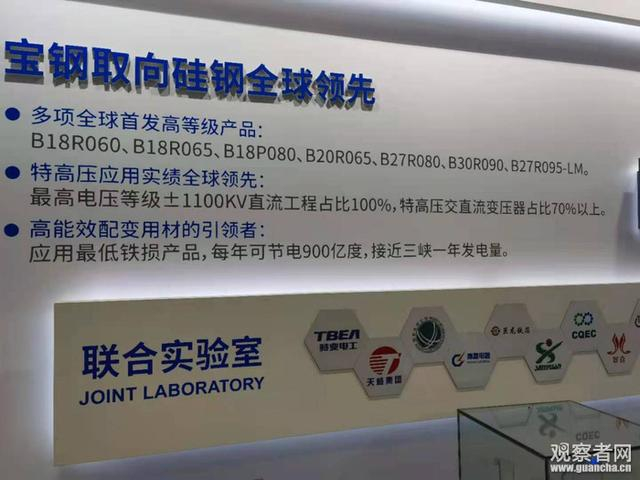 宝钢取向硅钢全球领先
多项全球首发高等级产品：
B18R060、B18R065、B18P080、B20R065、B27R080、B30R090、B27R095-LM。
特高压应用实绩全球领先：
最高电压等级±1100KV直流工程占比100%，特高压交直流变压器占比70%以上。
高能效配变用材的引领者：
应用最低铁损产品，每年可节电900亿度，接近三峡一年发电量。
联合实验室
JOINT LABORATORY
TBEA
特变电工
天威集团
CQEC
观察者网
www.guancha.cn